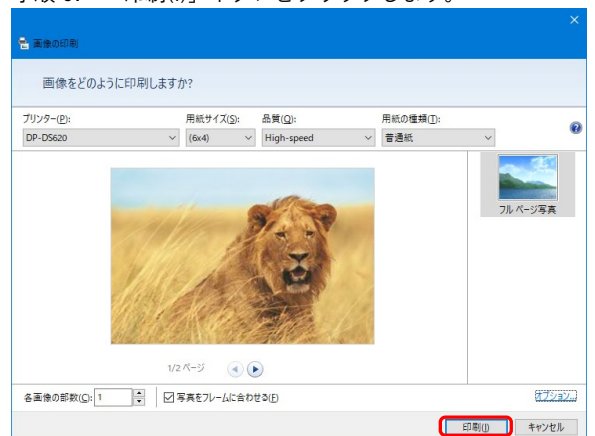 画像の印刷
画像をどのように印刷しますか?
プリンター(P): 用紙サイズ(S): 品質(Q): 用紙の種類(T):
DP-DS620 (6x4) High-speed 普通紙
フル ページ写真
1/2 ページ
各画像の部数(C): 1 写真をフレームに合わせる(F) オプション...
印刷(I) キャンセル